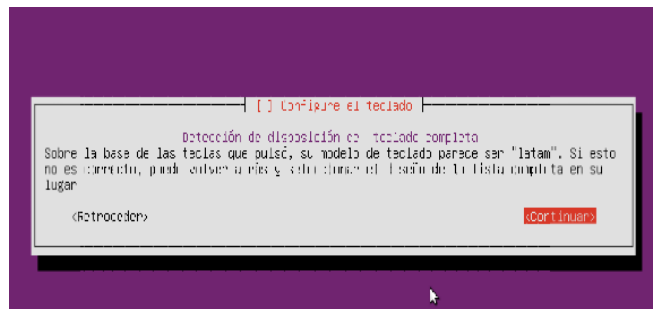 [!] Configure el teclado
Detección de disposición del teclado completa
Sobre la base de las teclas que pulsó, su modelo de teclado parece ser "latam". Si esto
no es correcto, puede volver atrás y seleccionar el diseño de la lista completa en su
lugar
<Retroceder> <Continuar>